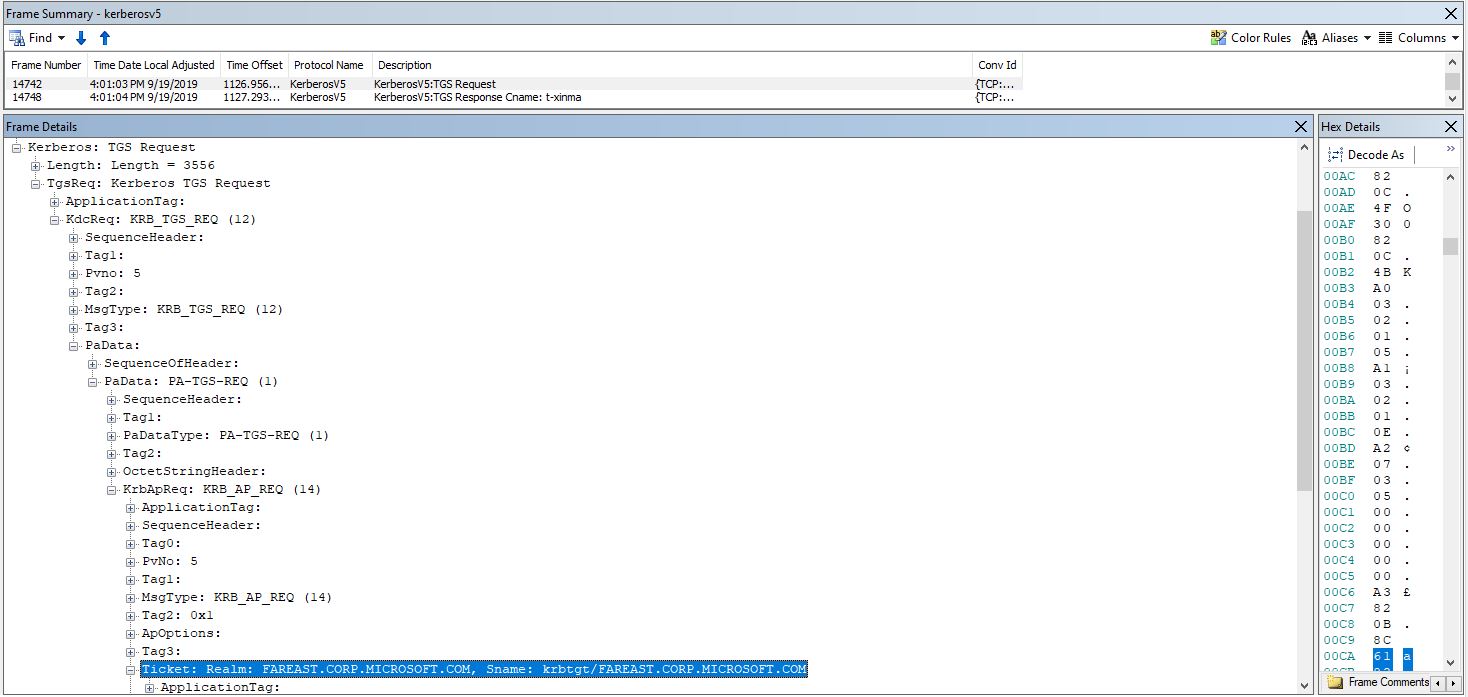 Frame Summary - kerberosv5
Find Color Rules Aliases Columns
Frame Number Time Date Local Adjusted Time Offset Protocol Name Description Conv Id
14742 4:01:03 PM 9/19/2019 1126.956... KerberosV5 KerberosV5:TGS Request {TCP:...
14748 4:01:04 PM 9/19/2019 1127.293... KerberosV5 KerberosV5:TGS Response Cname: t-xinma {TCP:...
Frame Details
Kerberos: TGS Request
Length: Length = 3556
TgsReq: Kerberos TGS Request
ApplicationTag:
KdcReq: KRB_TGS_REQ (12)
SequenceHeader:
Tag1:
Pvno: 5
Tag2:
MsgType: KRB_TGS_REQ (12)
Tag3:
PaData:
SequenceOfHeader:
PaData: PA-TGS-REQ (1)
SequenceHeader:
Tag1:
PaDataType: PA-TGS-REQ (1)
Tag2:
OctetStringHeader:
KrbApReq: KRB_AP_REQ (14)
ApplicationTag:
SequenceHeader:
Tag0:
PvNo: 5
Tag1:
MsgType: KRB_AP_REQ (14)
Tag2: 0x1
ApOptions:
Tag3:
Ticket: Realm: FAREAST.CORP.MICROSOFT.COM, Sname: krbtgt/FAREAST.CORP.MICROSOFT.COM
ApplicationTag:
Hex Details
Decode As »
00AC 82
00AD 0C .
00AE 4F O
00AF 30 0
00B0 82
00B1 0C .
00B2 4B K
00B3 A0
00B4 03 .
00B5 02 .
00B6 01 .
00B7 05 .
00B8 A1 ¡
00B9 03 .
00BA 02 .
00BB 01 .
00BC 0E .
00BD A2 ¢
00BE 07 .
00BF 03 .
00C0 05 .
00C1 00 .
00C2 00 .
00C3 00 .
00C4 00 .
00C5 00 .
00C6 A3 £
00C7 82
00C8 0B .
00C9 8C
00CA 61 a
Frame Comments